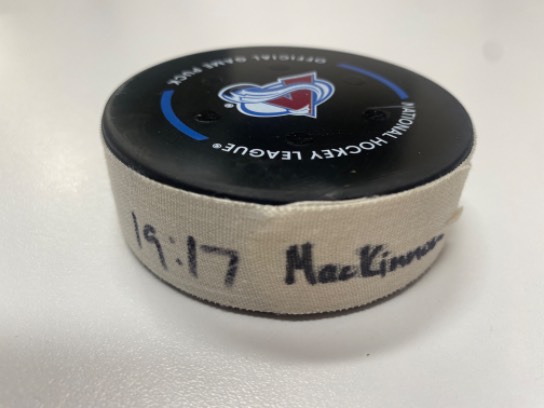 OFFICIAL GAME PUCK
NATIONAL HOCKEY LEAGUE®
19:17 MacKinnon